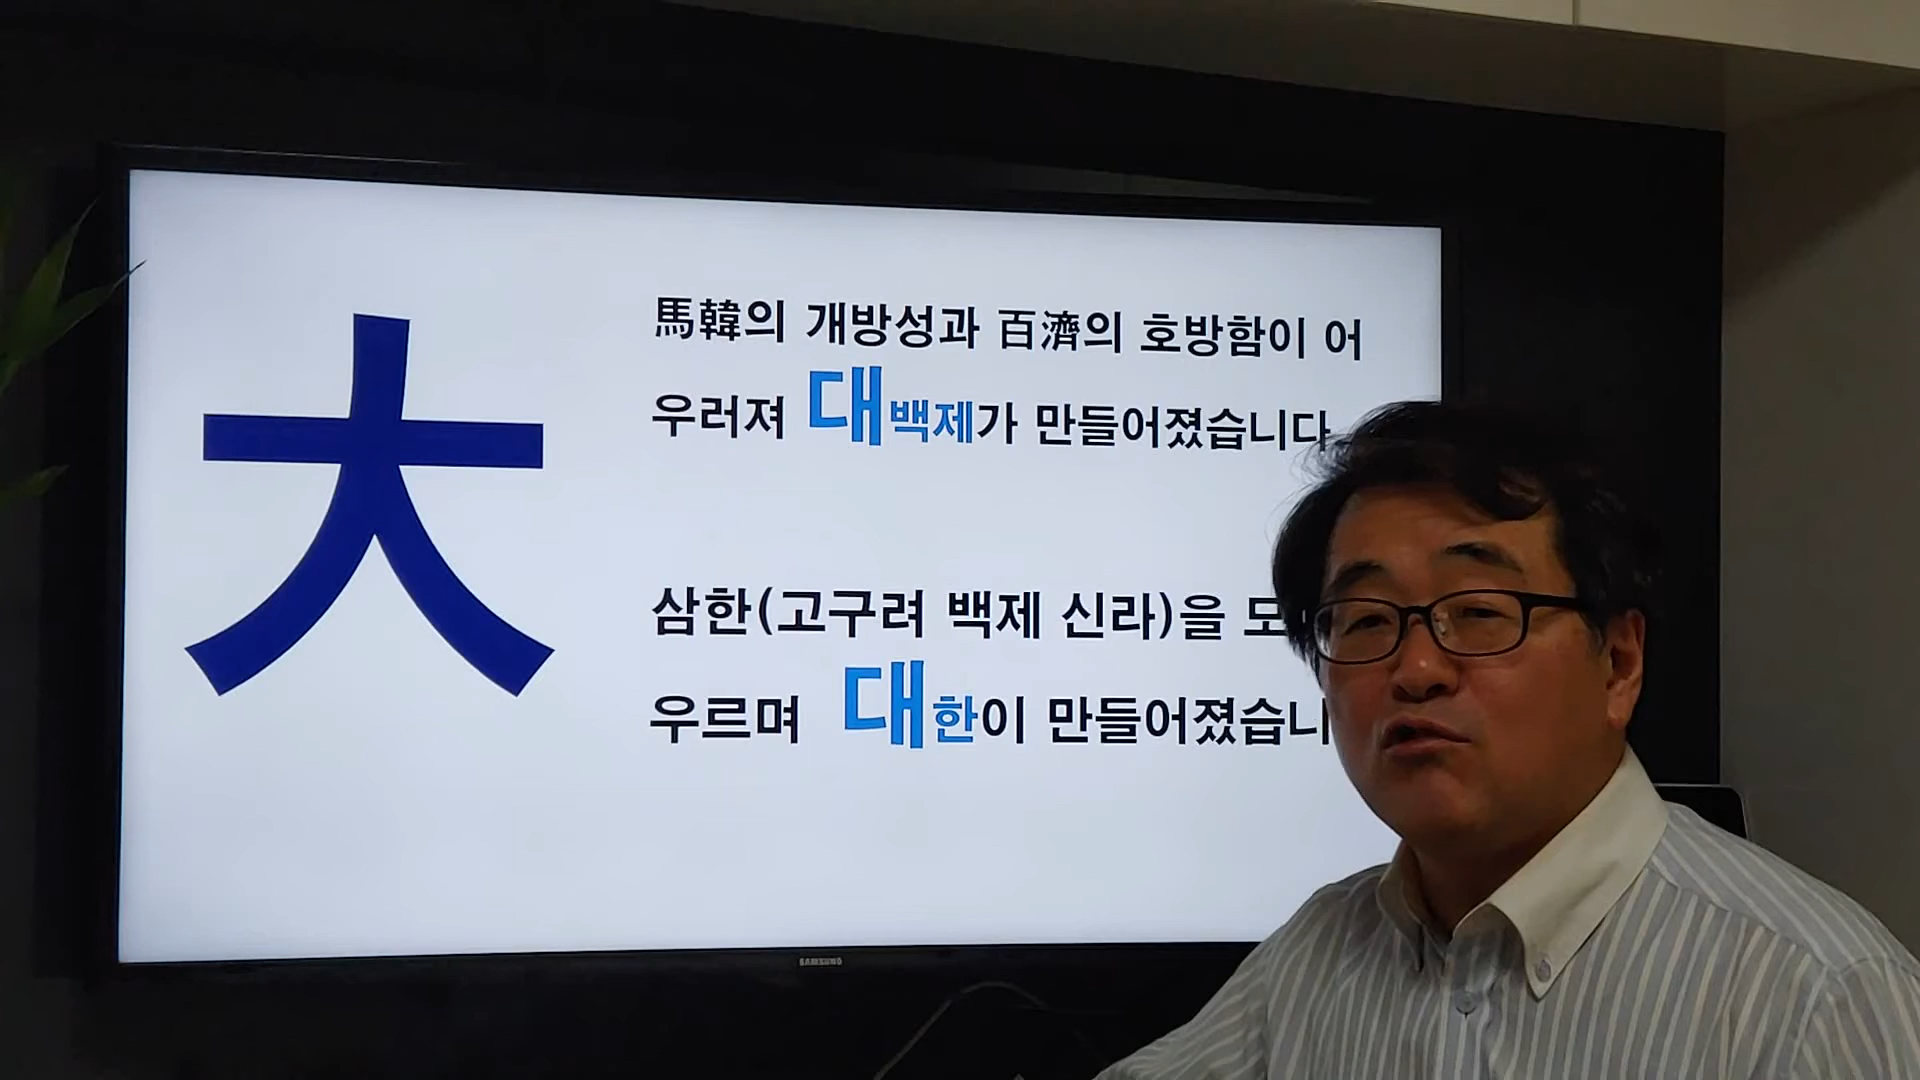 大
馬韓의 개방성과 百濟의 호방함이 어
우러져 대백제가 만들어졌습니다
삼한(고구려 백제 신라)을
우르며 대한이 만들어졌습니
SAMSUNG